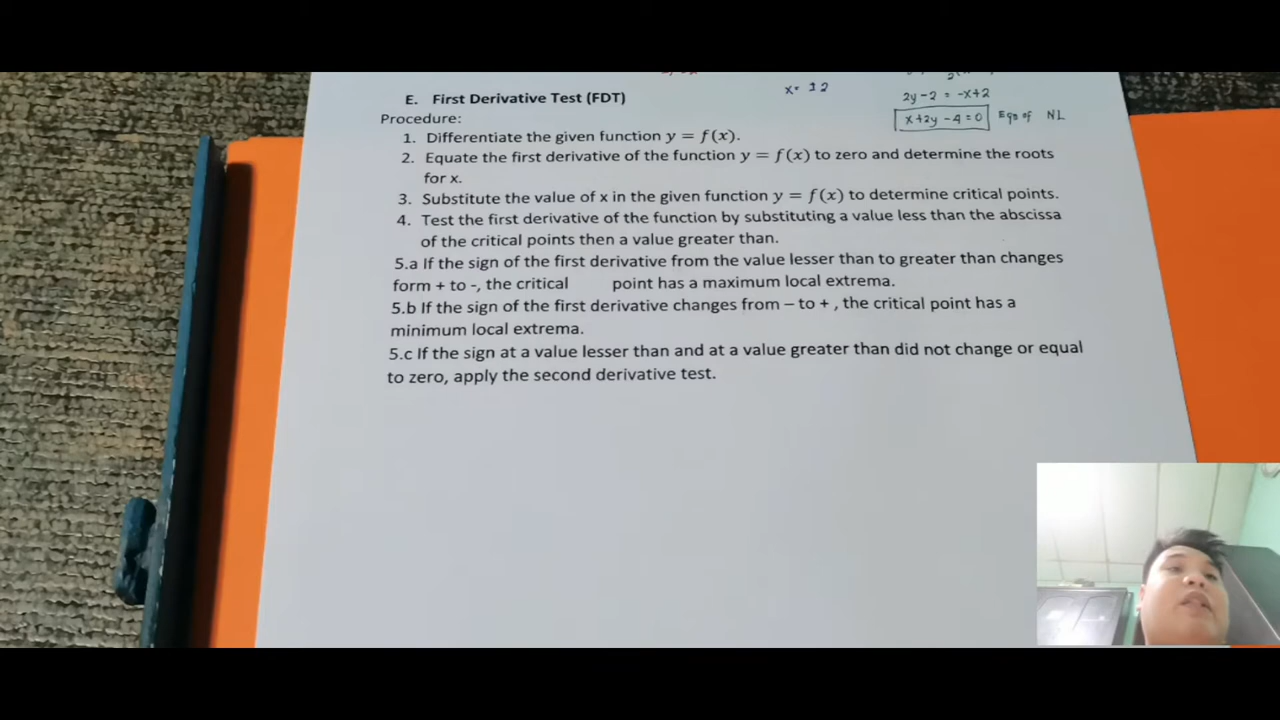 E. First Derivative Test (FDT)
x= 12
2y-2 = -x+2
x+2y-4=0 Eqn of NL
Procedure:
1. Differentiate the given function y = f(x).
2. Equate the first derivative of the function y = f(x) to zero and determine the roots
for x.
3. Substitute the value of x in the given function y = f(x) to determine critical points.
4. Test the first derivative of the function by substituting a value less than the abscissa
of the critical points then a value greater than.
5.a If the sign of the first derivative from the value lesser than to greater than changes
form + to -, the critical point has a maximum local extrema.
5.b If the sign of the first derivative changes from – to + , the critical point has a
minimum local extrema.
5.c If the sign at a value lesser than and at a value greater than did not change or equal
to zero, apply the second derivative test.